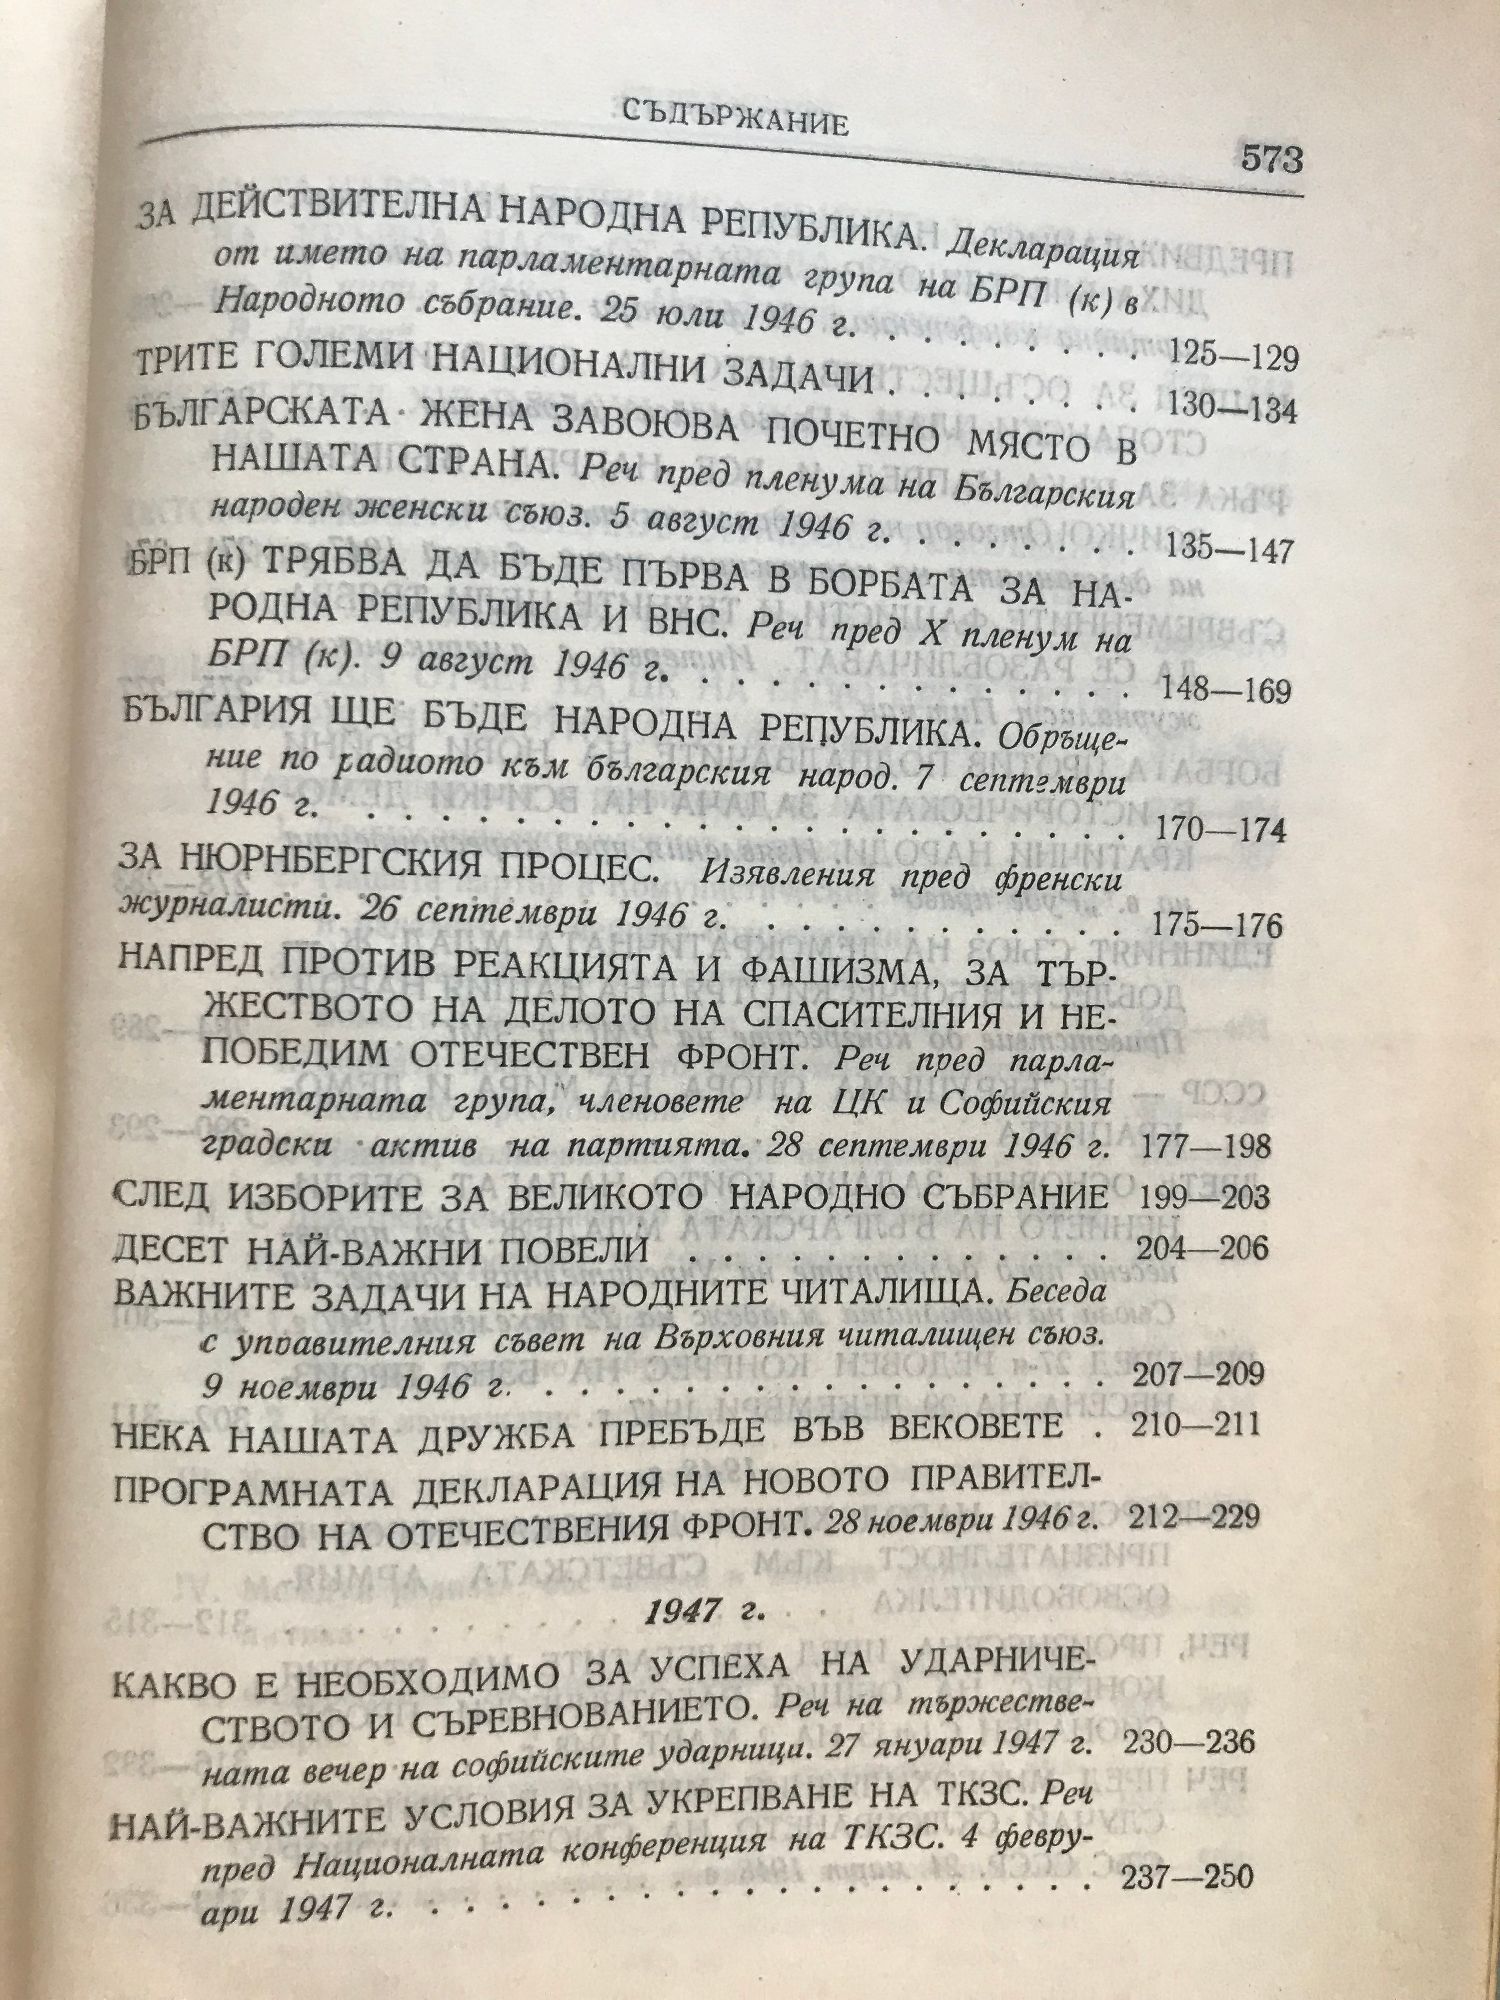 СЪДЪРЖАНИЕ
573
ЗА ДЕЙСТВИТЕЛНА НАРОДНА РЕПУБЛИКА. Декларация
от името на парламентарната група на БРП (к) в
Народното събрание. 25 юли 1946 г. . . . . . . . . 125—129
ТРИТЕ ГОЛЕМИ НАЦИОНАЛНИ ЗАДАЧИ . . . . . . . . 130—134
БЪЛГАРСКАТА ЖЕНА ЗАВОЮВА ПОЧЕТНО МЯСТО В
НАШАТА СТРАНА. Реч пред пленума на Българския
народен женски съюз. 5 август 1946 г. . . . . . . . 135—147
БРП (к) ТРЯБВА ДА БЪДЕ ПЪРВА В БОРБАТА ЗА НА-
РОДНА РЕПУБЛИКА И ВНС. Реч пред X пленум на
БРП (к). 9 август 1946 г. . . . . . . . . . . . . . . 148—169
БЪЛГАРИЯ ЩЕ БЪДЕ НАРОДНА РЕПУБЛИКА. Обръще-
ние по радиото към българския народ. 7 септември
1946 г. . . . . . . . . . . . . . . . . . . . . . 170—174
ЗА НЮРНБЕРГСКИЯ ПРОЦЕС. Изявления пред френски
журналисти. 26 септември 1946 г. . . . . . . . . . . . 175—176
НАПРЕД ПРОТИВ РЕАКЦИЯТА И ФАШИЗМА, ЗА ТЪР-
ЖЕСТВОТО НА ДЕЛОТО НА СПАСИТЕЛНИЯ И НЕ-
ПОБЕДИМ ОТЕЧЕСТВЕН ФРОНТ. Реч пред парла-
ментарната група, членовете на ЦК и Софийския
градски актив на партията. 28 септември 1946 г. 177—198
СЛЕД ИЗБОРИТЕ ЗА ВЕЛИКОТО НАРОДНО СЪБРАНИЕ 199—203
ДЕСЕТ НАЙ-ВАЖНИ ПОВЕЛИ . . . . . . . . . . . . . . 204—206
ВАЖНИТЕ ЗАДАЧИ НА НАРОДНИТЕ ЧИТАЛИЩА. Беседа
с управителния съвет на Върховния читалищен съюз.
9 ноември 1946 г. . . . . . . . . . . . . . . . . . 207—209
НЕКА НАШАТА ДРУЖБА ПРЕБЪДЕ ВЪВ ВЕКОВЕТЕ . 210—211
ПРОГРАМНАТА ДЕКЛАРАЦИЯ НА НОВОТО ПРАВИТЕЛ-
СТВО НА ОТЕЧЕСТВЕНИЯ ФРОНТ. 28 ноември 1946 г. 212—229
1947 г.
КАКВО Е НЕОБХОДИМО ЗА УСПЕХА НА УДАРНИЧЕ-
СТВОТО И СЪРЕВНОВАНИЕТО. Реч на тържестве-
ната вечер на софийските ударници. 27 януари 1947 г. 230—236
НАЙ-ВАЖНИТЕ УСЛОВИЯ ЗА УКРЕПВАНЕ НА ТКЗС. Реч
пред Националната конференция на ТКЗС. 4 февру-
ари 1947 г. . . . . . . . . . . . . . . . . . . . 237—250